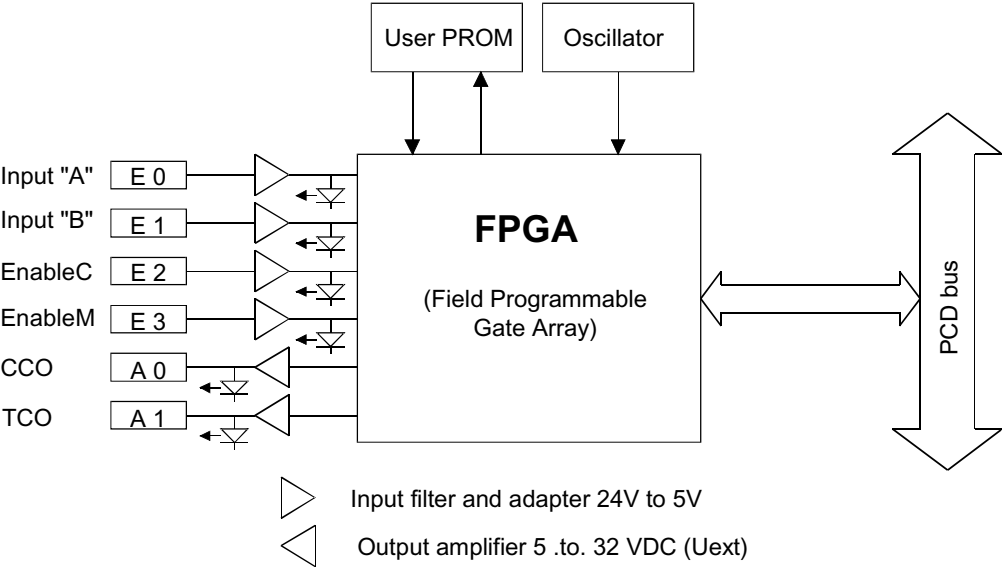 User PROM
Oscillator
Input "A"
E 0
Input "B"
E 1
EnableC
E 2
EnableM
E 3
CCO
A 0
TCO
A 1
FPGA
(Field Programmable
Gate Array)
PCD bus
Input filter and adapter 24V to 5V
Output amplifier 5 .to. 32 VDC (Uext)